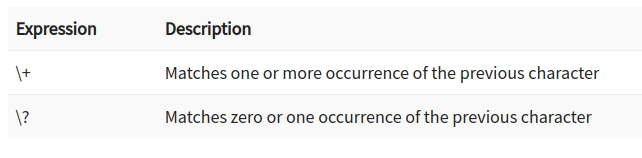 Expression Description
\+ Matches one or more occurrence of the previous character
\? Matches zero or one occurrence of the previous character